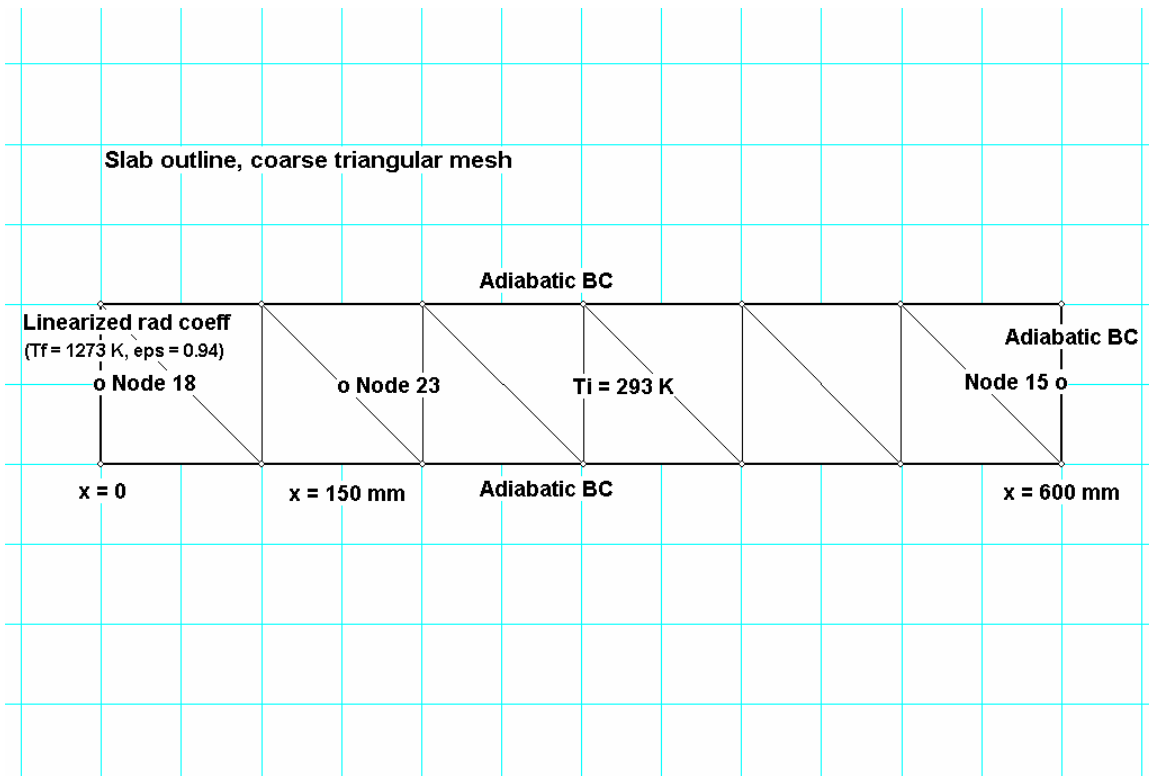 Slab outline, coarse triangular mesh
Adiabatic BC
Linearized rad coeff
(Tf = 1273 K, eps = 0.94)
Adiabatic BC
o Node 18
o Node 23
Ti = 293 K
Node 15 o
x = 0
x = 150 mm
Adiabatic BC
x = 600 mm